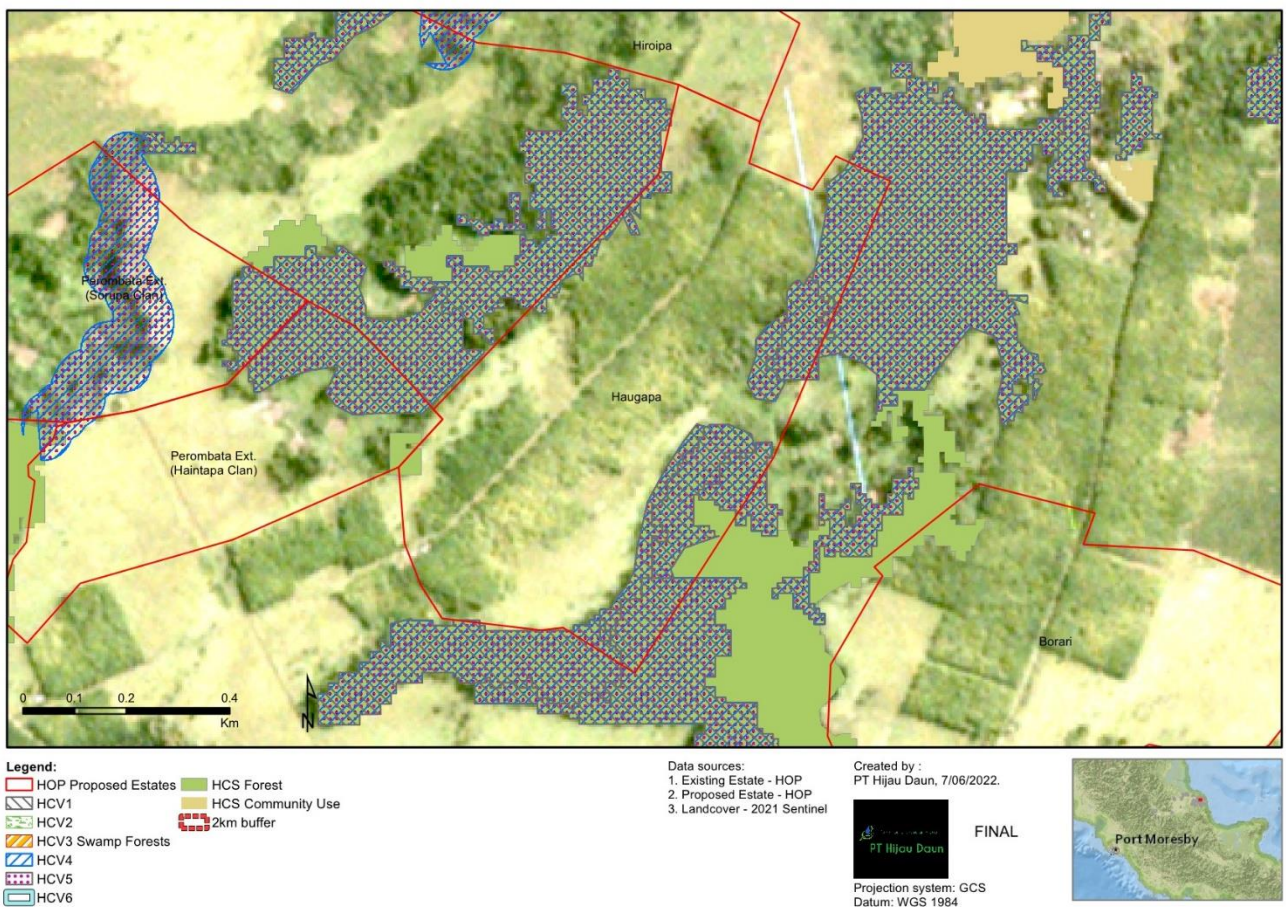 Hiroipa
Perombata Ext.
(Sorupa Clan)
Haugapa
Perombata Ext.
(Haintapa Clan)
Borari
0 0.1 0.2 0.4
Km
Legend:
HOP Proposed Estates
HCV1
HCV2
HCV3 Swamp Forests
HCV4
HCV5
HCV6
HCS Forest
HCS Community Use
2km buffer
Data sources:
1. Existing Estate - HOP
2. Proposed Estate - HOP
3. Landcover - 2021 Sentinel
Created by :
PT Hijau Daun, 7/06/2022.
PT Hijau Daun
FINAL
Projection system: GCS
Datum: WGS 1984
Port Moresby